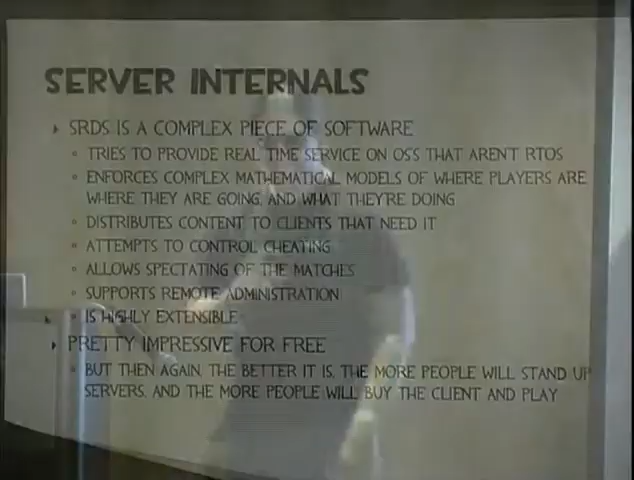 SERVER INTERNALS
SRDS IS A COMPLEX PIECE OF SOFTWARE
TRIES TO PROVIDE REAL TIME SERVICE ON OSS THAT ARENT RTOS
ENFORCES COMPLEX MATHEMATICAL MODELS OF WHERE PLAYERS ARE
WHERE THEY ARE GOING, AND WHAT THEY'RE DOING
DISTRIBUTES CONTENT TO CLIENTS THAT NEED IT
ATTEMPTS TO CONTROL CHEATING
ALLOWS SPECTATING OF THE MATCHES
SUPPORTS REMOTE ADMINISTRATION
IS HIGHLY EXTENSIBLE
PRETTY IMPRESSIVE FOR FREE
BUT THEN AGAIN, THE BETTER IT IS, THE MORE PEOPLE WILL STAND UP
SERVERS, AND THE MORE PEOPLE WILL BUY THE CLIENT AND PLAY